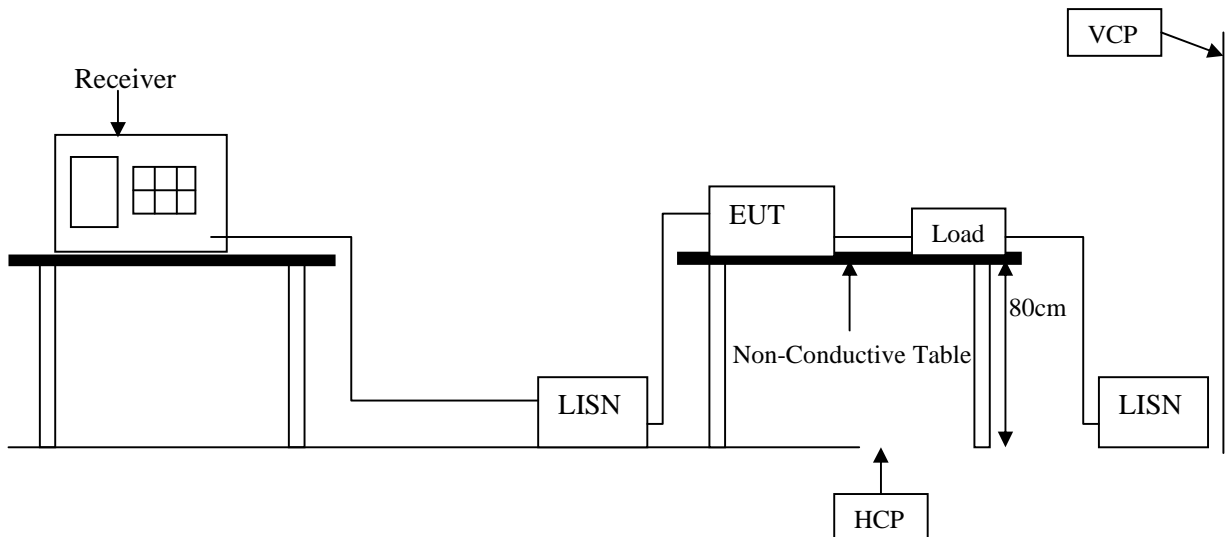 VCP
Receiver
EUT
Load
80cm
Non-Conductive Table
LISN
LISN
HCP